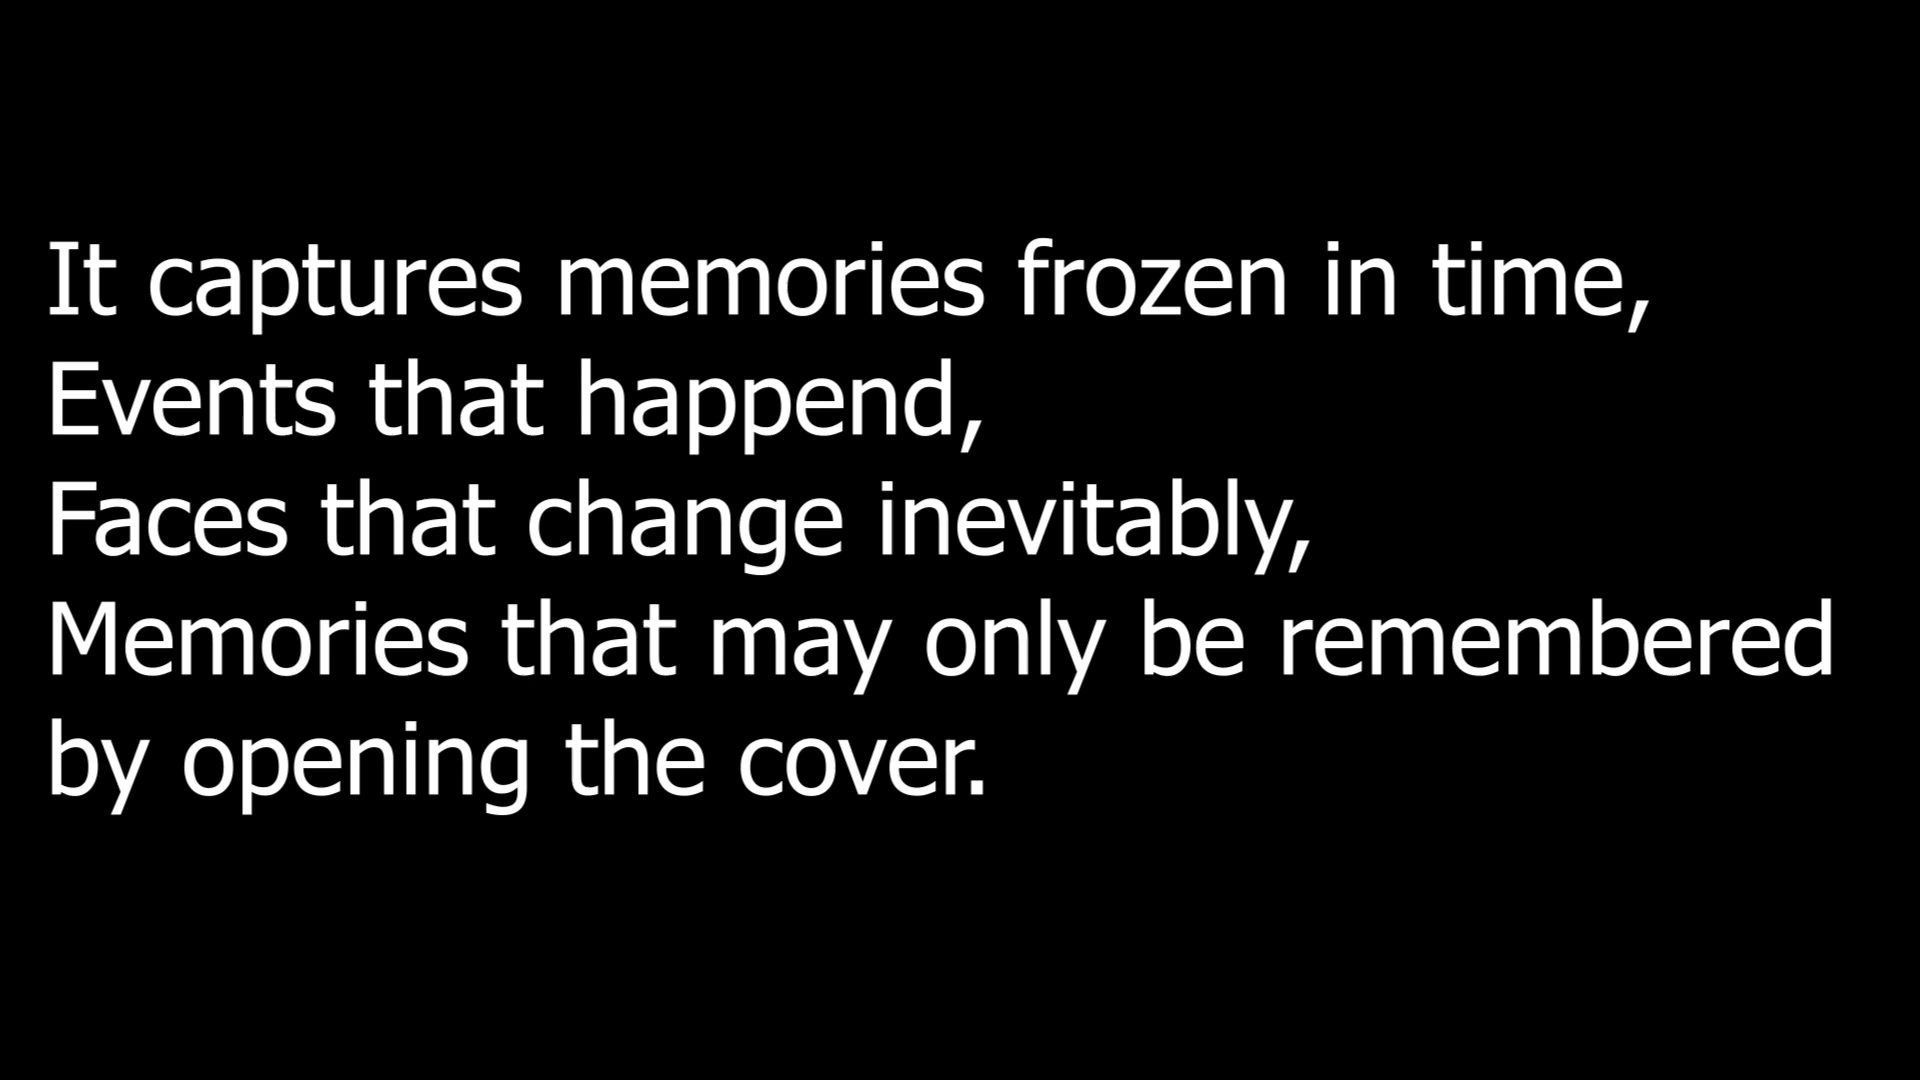 It captures memories frozen in time,
Events that happend,
Faces that change inevitably,
Memories that may only be remembered
by opening the cover.